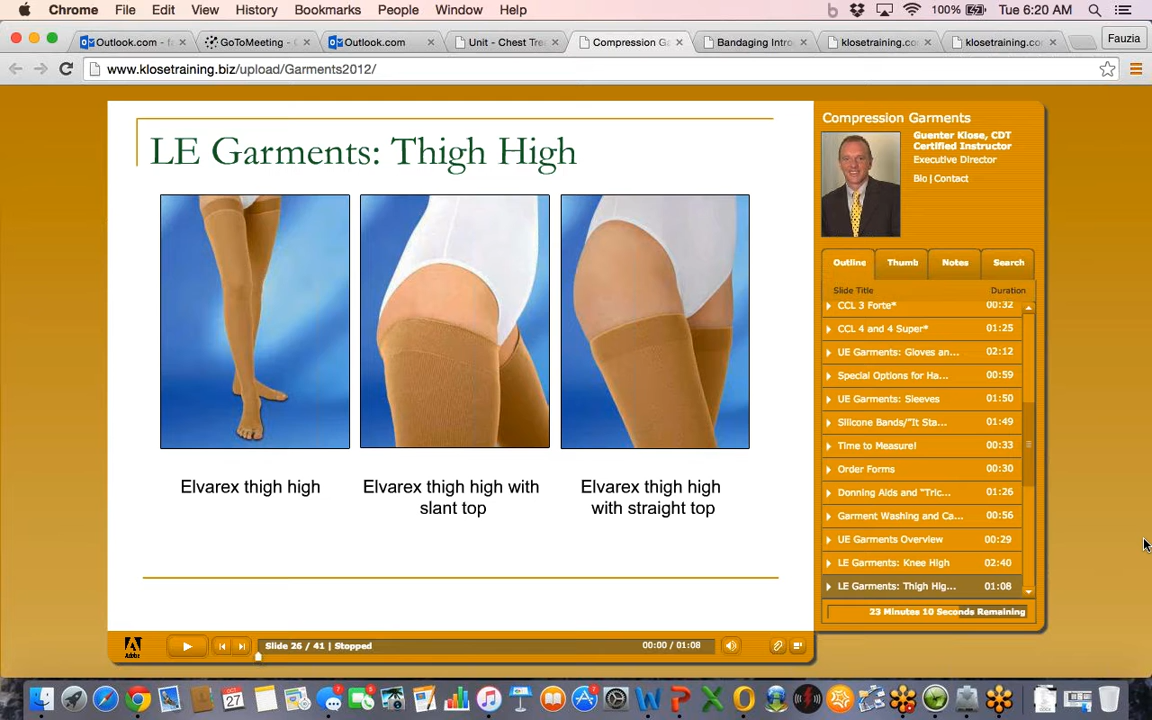 Chrome File Edit View History Bookmarks People Window Help 100% Tue 6:20 AM
Outlook.com - GoToMeeting - Outlook.com Unit - Chest Trea Compression Ga Bandaging Intro klosetraining.co klosetraining.co Fauzia
www.klosetraining.biz/upload/Garments2012/
LE Garments: Thigh High
Elvarex thigh high
Elvarex thigh high with
slant top
Elvarex thigh high
with straight top
Compression Garments
Guenter Klose, CDT
Certified Instructor
Executive Director
Bio | Contact
Outline Thumb Notes Search
Slide Title Duration
CCL 3 Forte* 00:32
CCL 4 and 4 Super* 01:25
UE Garments: Gloves an... 02:12
Special Options for Ha... 00:59
UE Garments: Sleeves 01:50
Silicone Bands/"It Sta... 01:49
Time to Measure! 00:33
Order Forms 00:30
Donning Aids and "Tric... 01:26
Garment Washing and Ca... 00:56
UE Garments Overview 00:29
LE Garments: Knee High 02:40
LE Garments: Thigh Hig... 01:08
23 Minutes 10 Seconds Remaining
Adobe
Slide 26 / 41 | Stopped 00:00 / 01:08
OCT
27